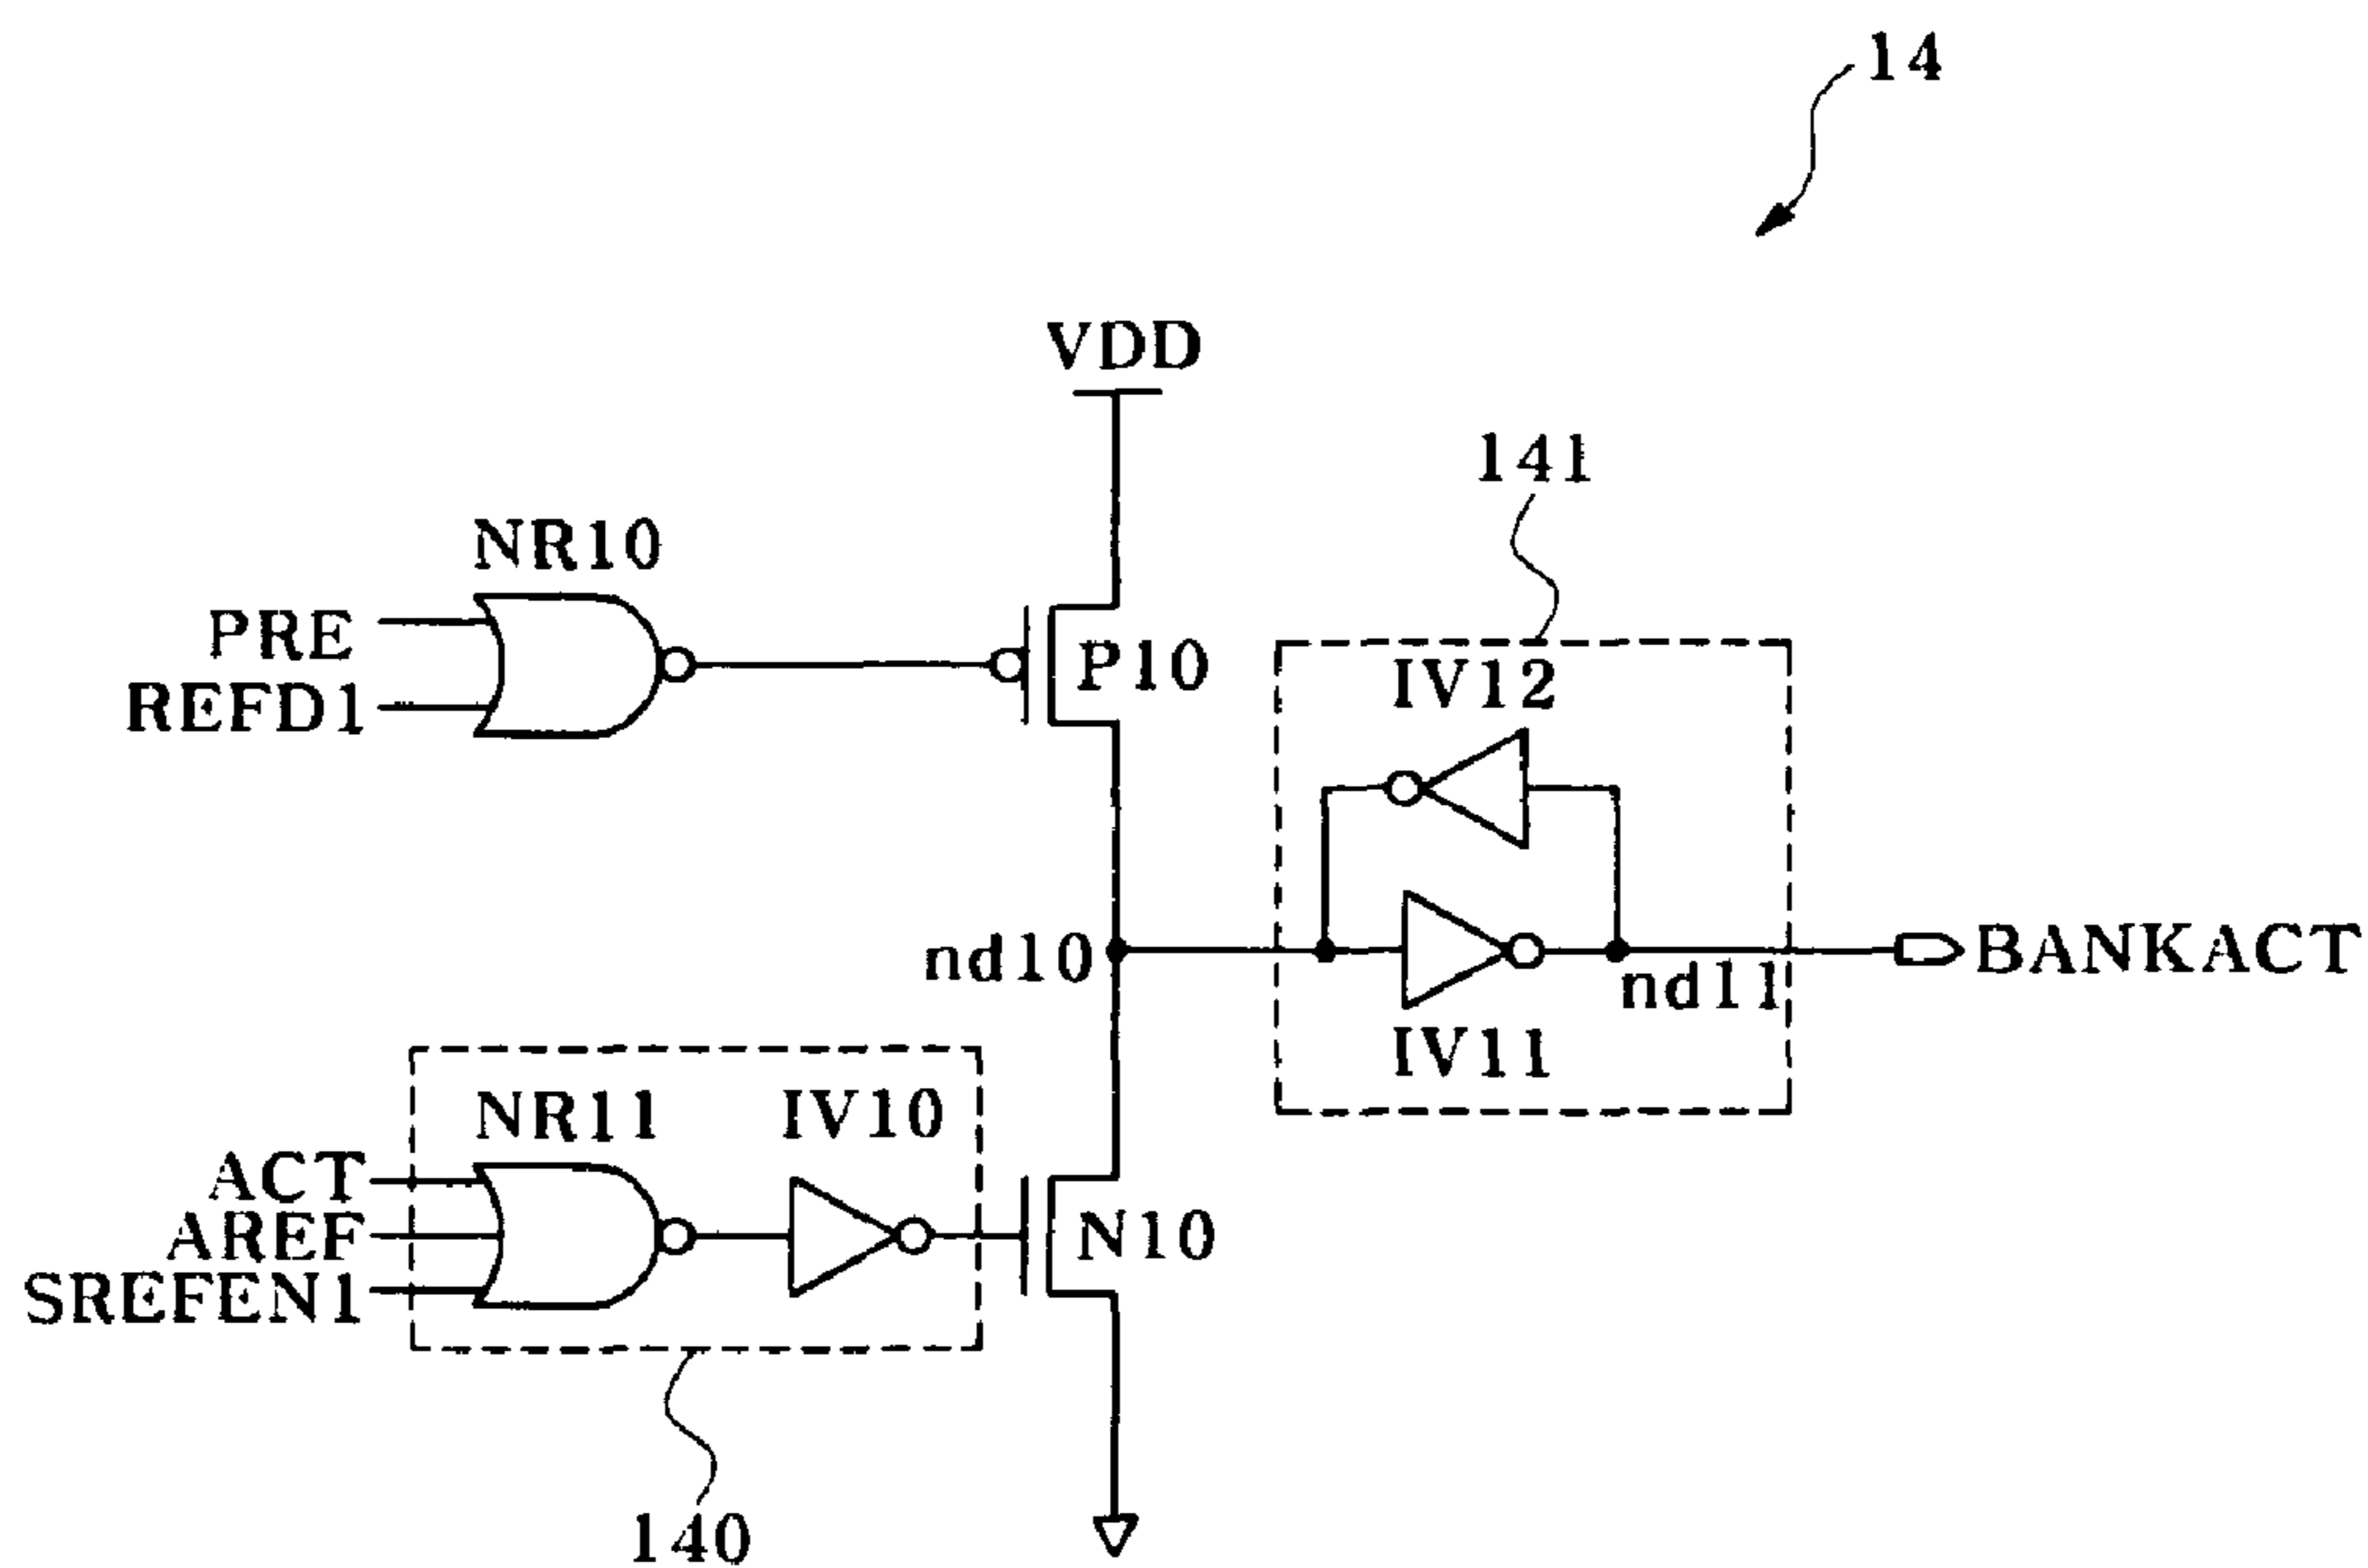 14
VDD
141
NR10
PRE
P10
IV12
REFD1
nd10
BANKACT
nd11
IV11
NR11 IV10
ACT
AREF
N10
SREFEN1
140